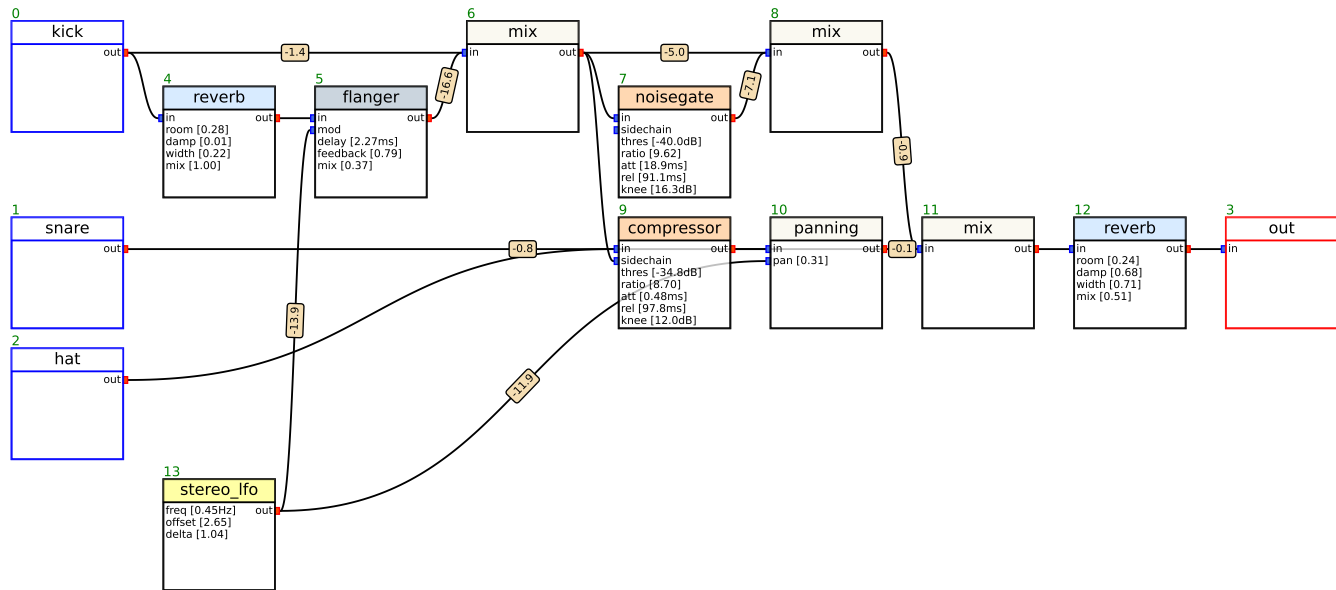 0
kick
out
-1.4
4
reverb
in out
room [0.28]
damp [0.01]
width [0.22]
mix [1.00]
5
flanger
in out
mod
delay [2.27ms]
feedback [0.79]
mix [0.37]
-16.6
6
mix
in out
-5.0
7
noisegate
in out
sidechain
thres [-40.0dB]
ratio [9.62]
att [18.9ms]
rel [91.1ms]
knee [16.3dB]
-7.1
8
mix
in out
-0.9
1
snare
out
-0.8
9
compressor
in out
sidechain
thres [-34.8dB]
ratio [8.70]
att [0.48ms]
rel [97.8ms]
knee [12.0dB]
10
panning
in out
pan [0.31]
-0.1
11
mix
in out
12
reverb
in out
room [0.24]
damp [0.68]
width [0.71]
mix [0.51]
3
out
in
2
hat
out
-13.9
-11.9
13
stereo_lfo
freq [0.45Hz] out
offset [2.65]
delta [1.04]